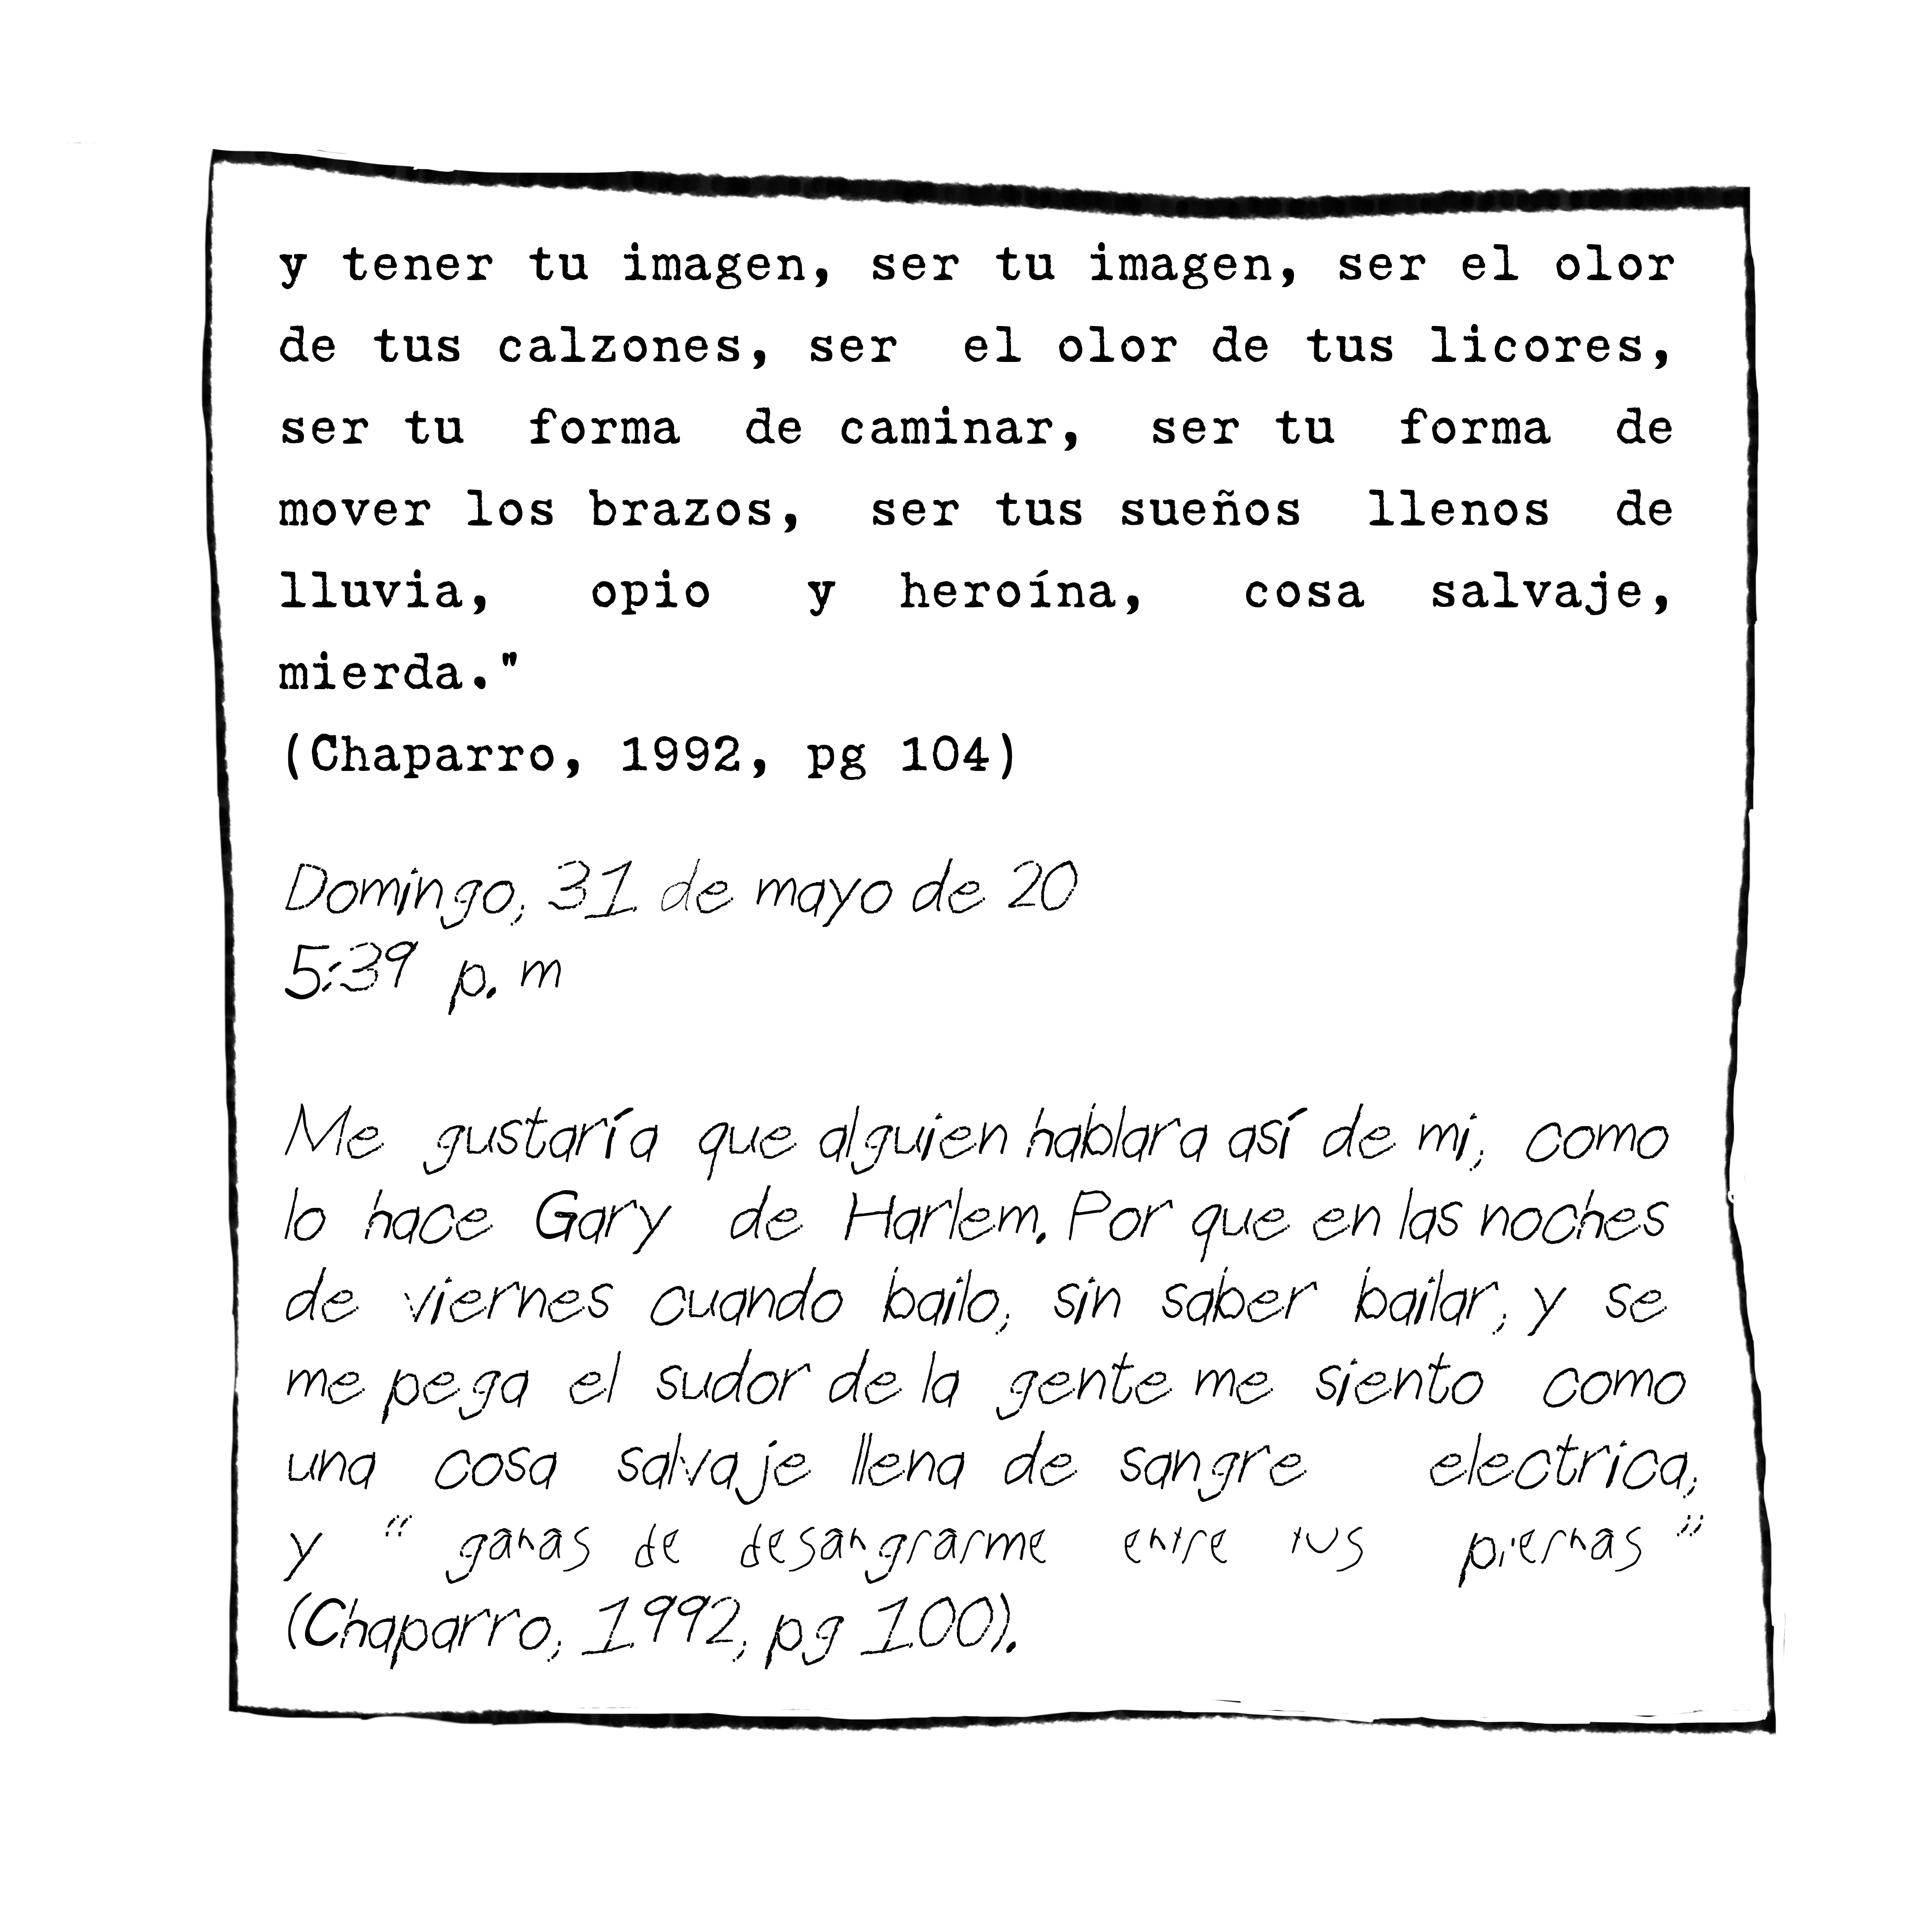 y tener tu imagen, ser tu imagen, ser el olor
de tus calzones, ser el olor de tus licores,
ser tu forma de caminar, ser tu forma de
mover los brazos, ser tus sueños llenos de
lluvia, opio y heroína, cosa salvaje,
mierda."
(Chaparro, 1992, pg 104)
Domingo, 31 de mayo de 20
5:39 p. m
Me gustaría que alguien hablara así de mi, como
lo hace Gary de Harlem. Por que en las noches
de viernes cuando bailo, sin saber bailar, y se
me pega el sudor de la gente me siento como
una cosa salvaje llena de sangre electrica,
y “ ganas de desangrarme entre tus piernas ”
(Chaparro, 1992, pg 100).